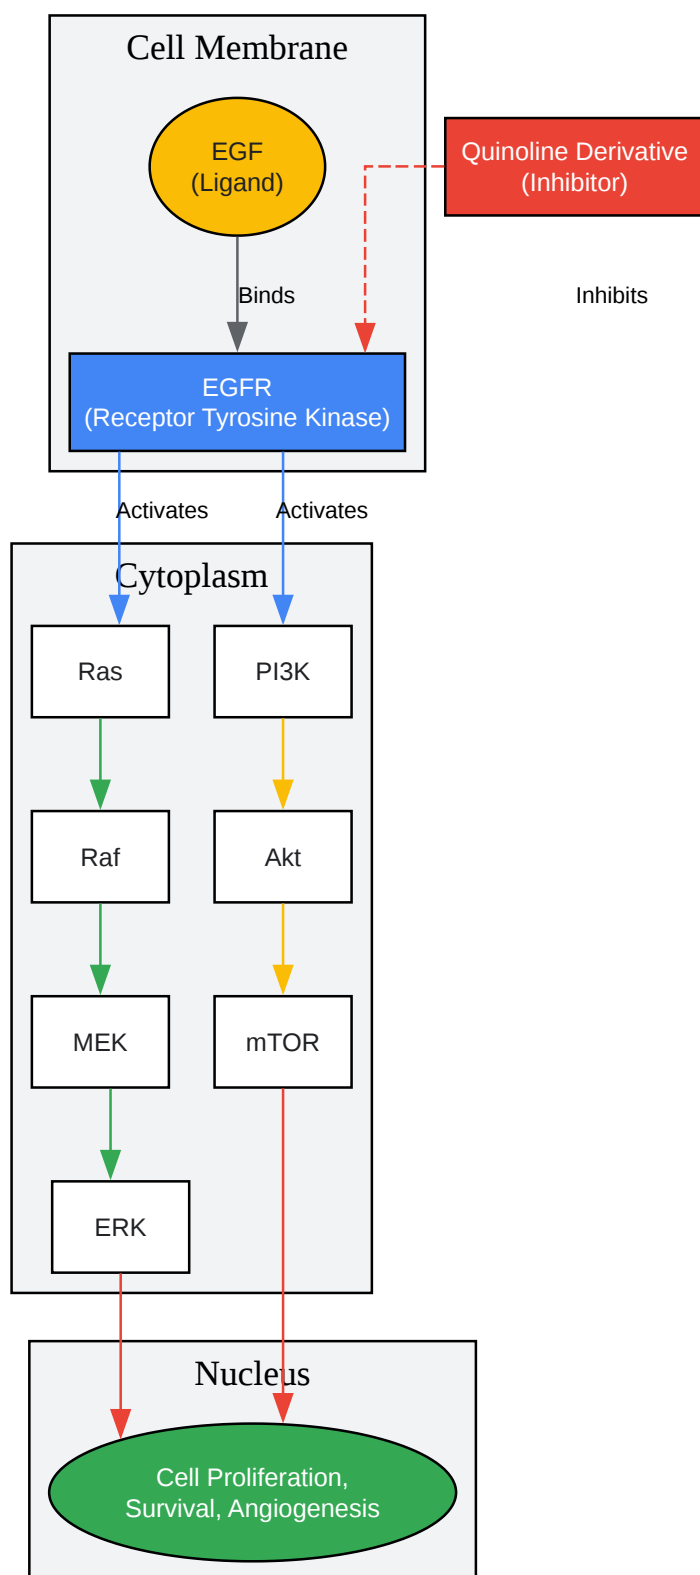 Cell Membrane
EGF
(Ligand)
Quinoline Derivative
(Inhibitor)
Binds
Inhibits
EGFR
(Receptor Tyrosine Kinase)
Activates
Activates
Cytoplasm
Ras
PI3K
Raf
Akt
MEK
mTOR
ERK
Nucleus
Cell Proliferation,
Survival, Angiogenesis